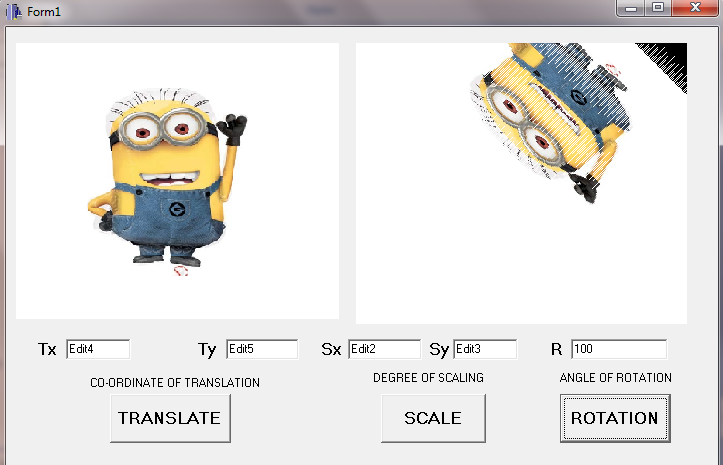 Form1
Tx Edit4 Ty Edit5 Sx Edit2 Sy Edit3 R 100
CO-ORDINATE OF TRANSLATION DEGREE OF SCALING ANGLE OF ROTATION
TRANSLATE SCALE ROTATION